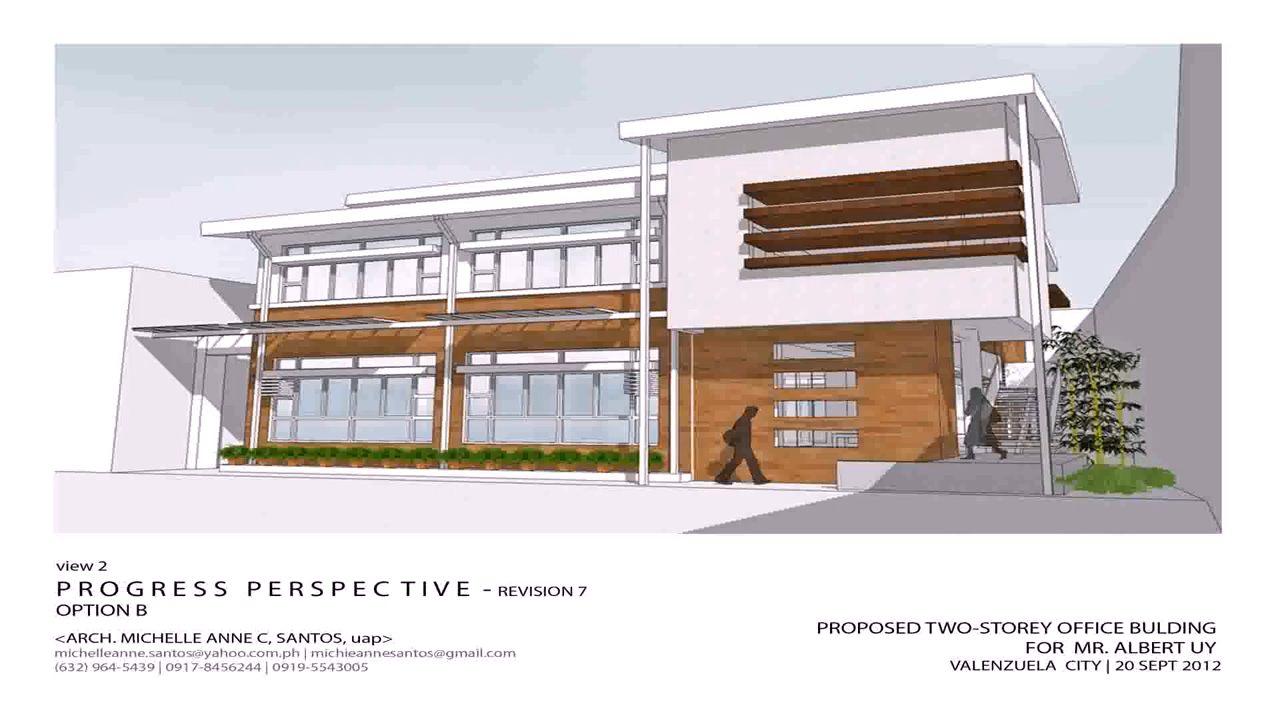 view 2
PROGRESS PERSPECTIVE - REVISION 7
OPTION B
<ARCH. MICHELLE ANNE C, SANTOS, uap>
michelleanne.santos@yahoo.com.ph | michieannesantos@gmail.com
(632) 964-5439 | 0917-8456244 | 0919-5543005
PROPOSED TWO-STOREY OFFICE BULDING
FOR MR. ALBERT UY
VALENZUELA CITY | 20 SEPT 2012